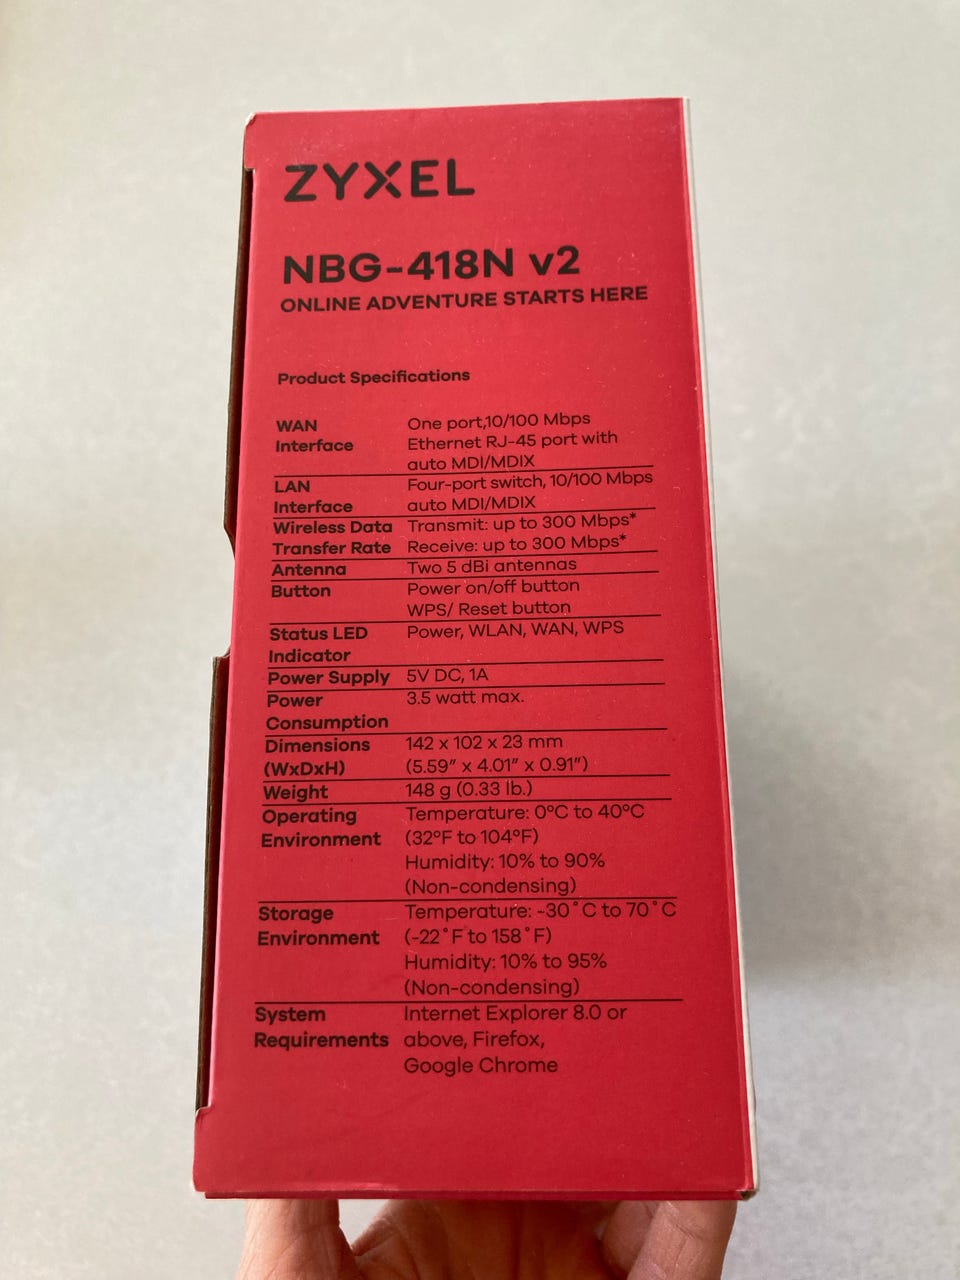 ZYXEL
NBG-418N v2
ONLINE ADVENTURE STARTS HERE
Product Specifications
WAN Interface One port,10/100 Mbps
Ethernet RJ-45 port with
auto MDI/MDIX
LAN Interface Four-port switch, 10/100 Mbps
auto MDI/MDIX
Wireless Data Transmit: up to 300 Mbps*
Transfer Rate Receive: up to 300 Mbps*
Antenna Two 5 dBi antennas
Button Power on/off button
WPS/ Reset button
Status LED Power, WLAN, WAN, WPS
Indicator
Power Supply 5V DC, 1A
Power 3.5 watt max.
Consumption
Dimensions 142 x 102 x 23 mm
(WxDxH) (5.59″ x 4.01″ x 0.91″)
Weight 148 g (0.33 lb.)
Operating Temperature: 0°C to 40°C
Environment (32°F to 104°F)
Humidity: 10% to 90%
(Non-condensing)
Storage Temperature: -30˚C to 70˚C
Environment (-22˚F to 158˚F)
Humidity: 10% to 95%
(Non-condensing)
System Internet Explorer 8.0 or
Requirements above, Firefox,
Google Chrome